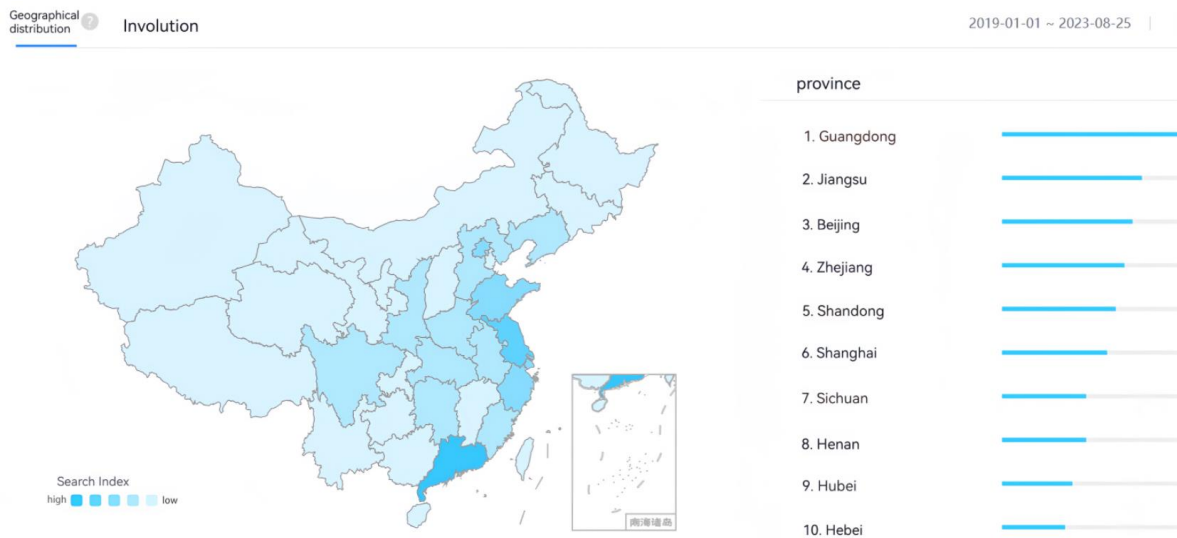 Geographical
distribution ?
Involution
2019-01-01 ~ 2023-08-25
province
1. Guangdong
2. Jiangsu
3. Beijing
4. Zhejiang
5. Shandong
6. Shanghai
7. Sichuan
8. Henan
9. Hubei
10. Hebei
Search Index
high low
南海诸岛